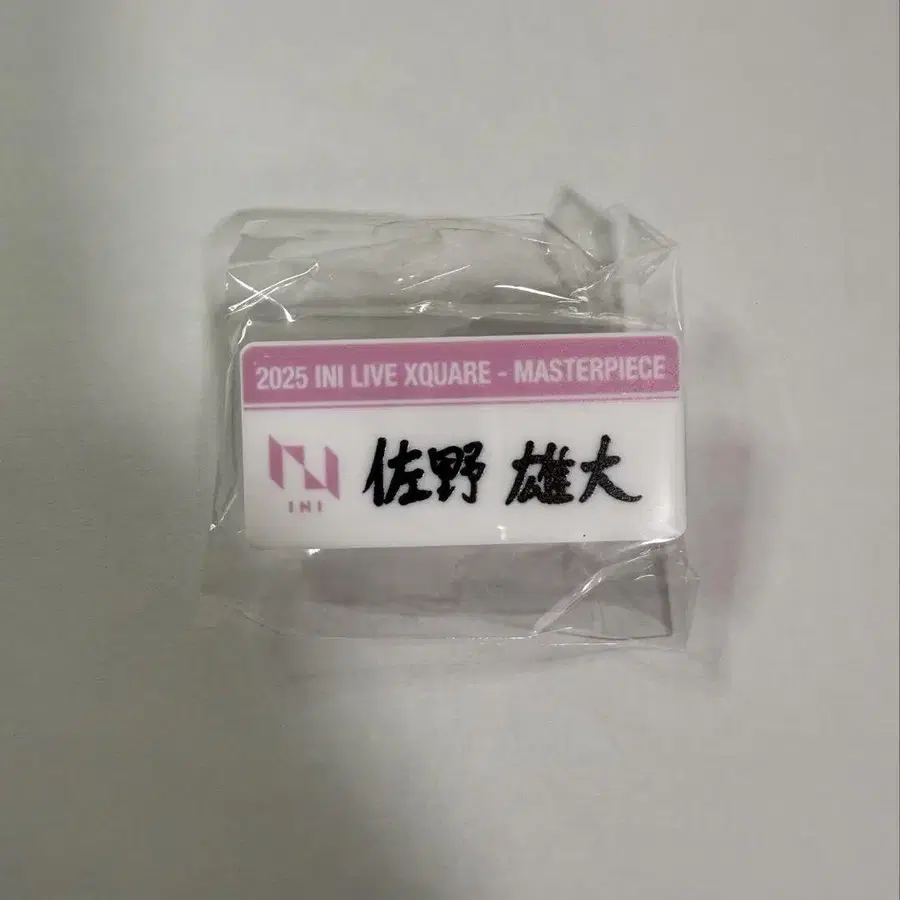 2025 INI LIVE XQUARE - MASTERPIECE
INI
佐野 雄大